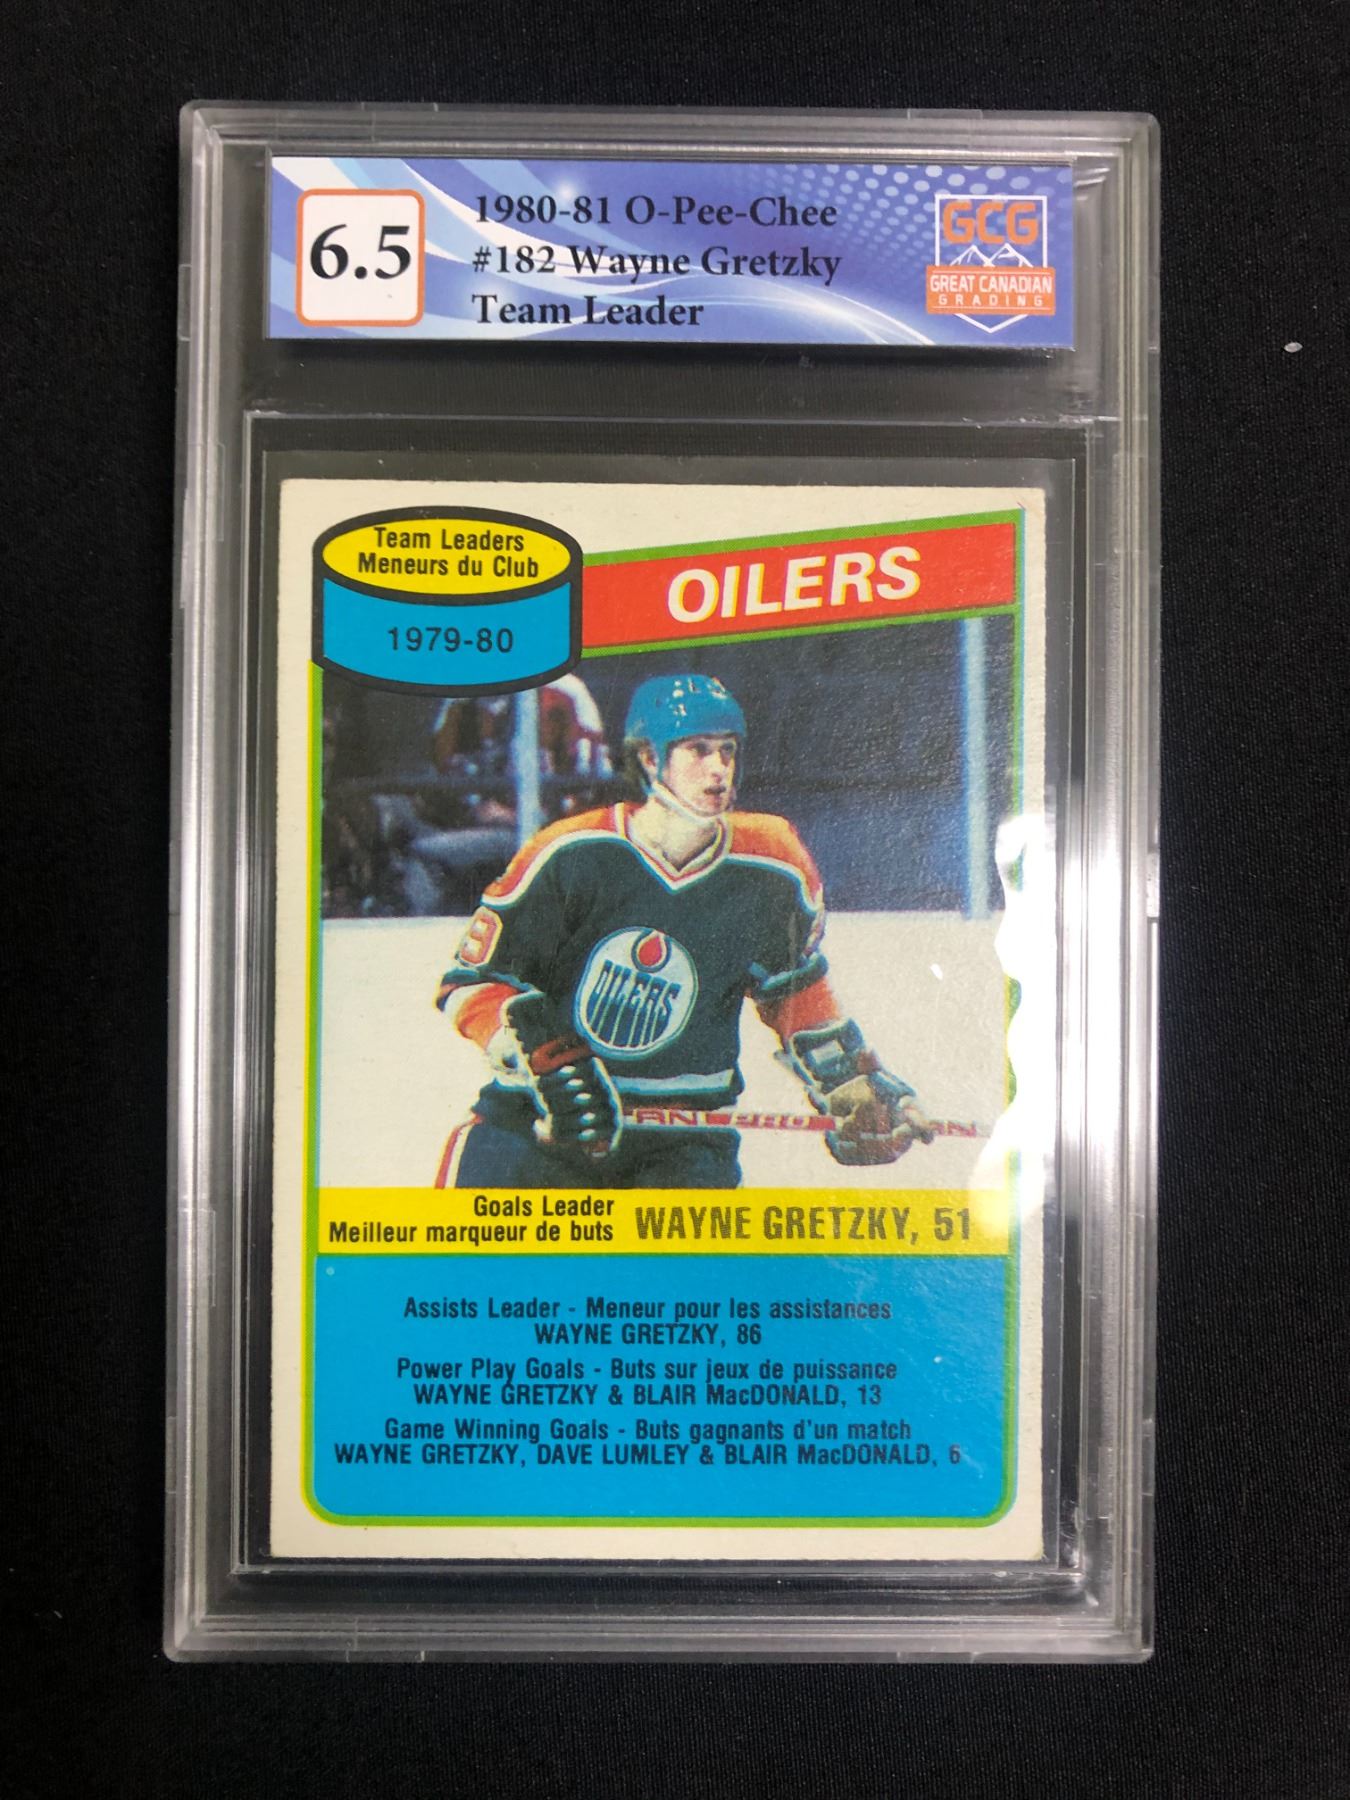 6.5
1980-81 O-Pee-Chee
#182 Wayne Gretzky
Team Leader
GCG
GREAT CANADIAN
GRADING
Team Leaders
Meneurs du Club
1979-80
OILERS
OILERS
Goals Leader
Meilleur marqueur de buts
WAYNE GRETZKY, 51
Assists Leader - Meneur pour les assistances
WAYNE GRETZKY, 86
Power Play Goals - Buts sur jeux de puissance
WAYNE GRETZKY & BLAIR MacDONALD, 13
Game Winning Goals - Buts gagnants d'un match
WAYNE GRETZKY, DAVE LUMLEY & BLAIR MacDONALD, 6